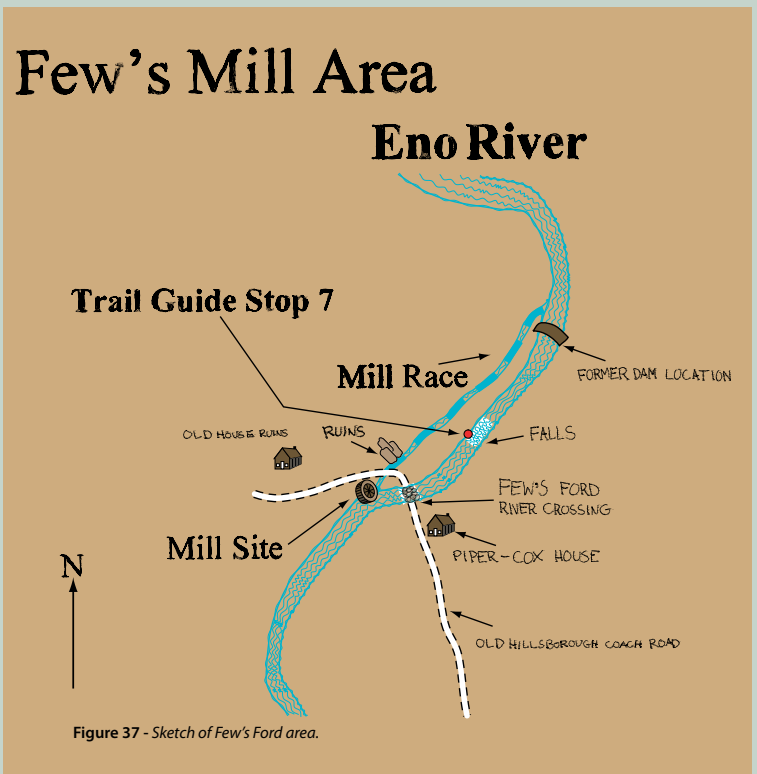 Few's Mill Area
Eno River
Trail Guide Stop 7
Mill Race
FORMER DAM LOCATION
OLD HOUSE RUINS
RUINS
FALLS
FEW'S FORD
RIVER CROSSING
Mill Site
PIPER-COX HOUSE
N
OLD HILLSBOROUGH COACH ROAD
Figure 37 - Sketch of Few's Ford area.